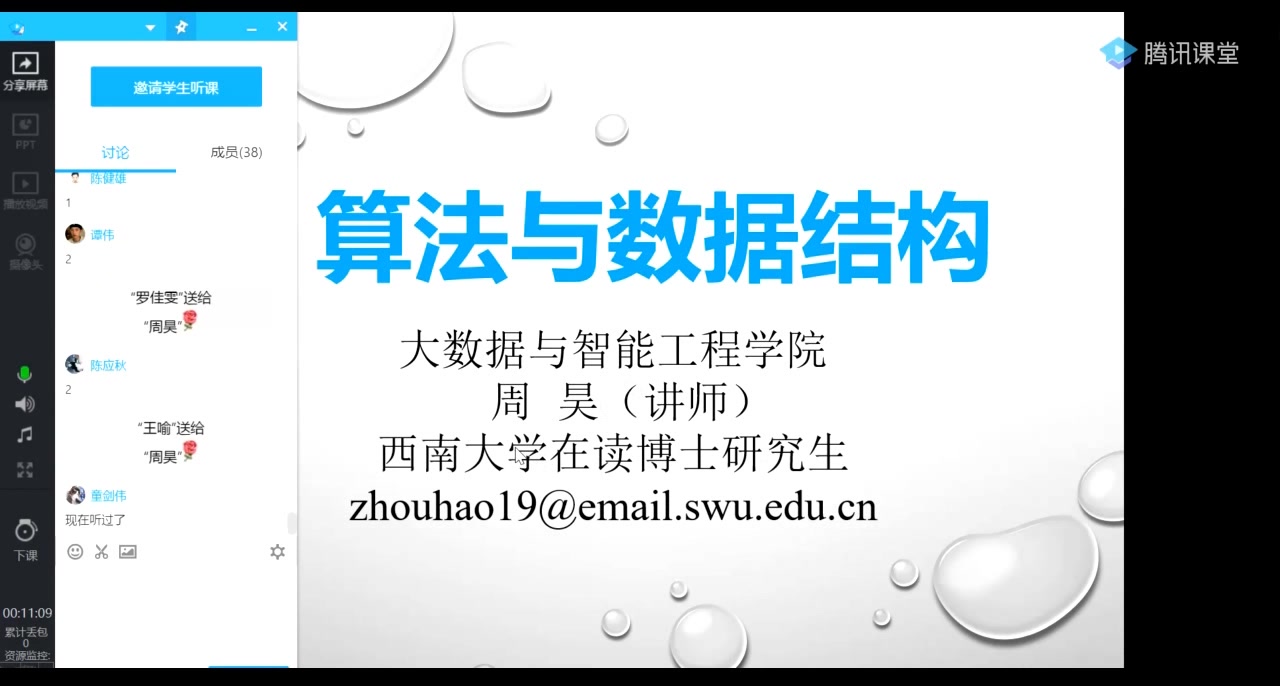 腾讯课堂
分享屏幕
PPT
播放视频
摄像头
下课
00:11:09
累计丢包
0
资源监控:
邀请学生听课
讨论
成员(38)
陈健雄
1
谭伟
2
“罗佳雯”送给
“周昊”
陈应秋
2
“王喻”送给
“周昊”
童剑伟
现在听过了
算法与数据结构
大数据与智能工程学院
周 昊（讲师）
西南大学在读博士研究生
zhouhao19@email.swu.edu.cn